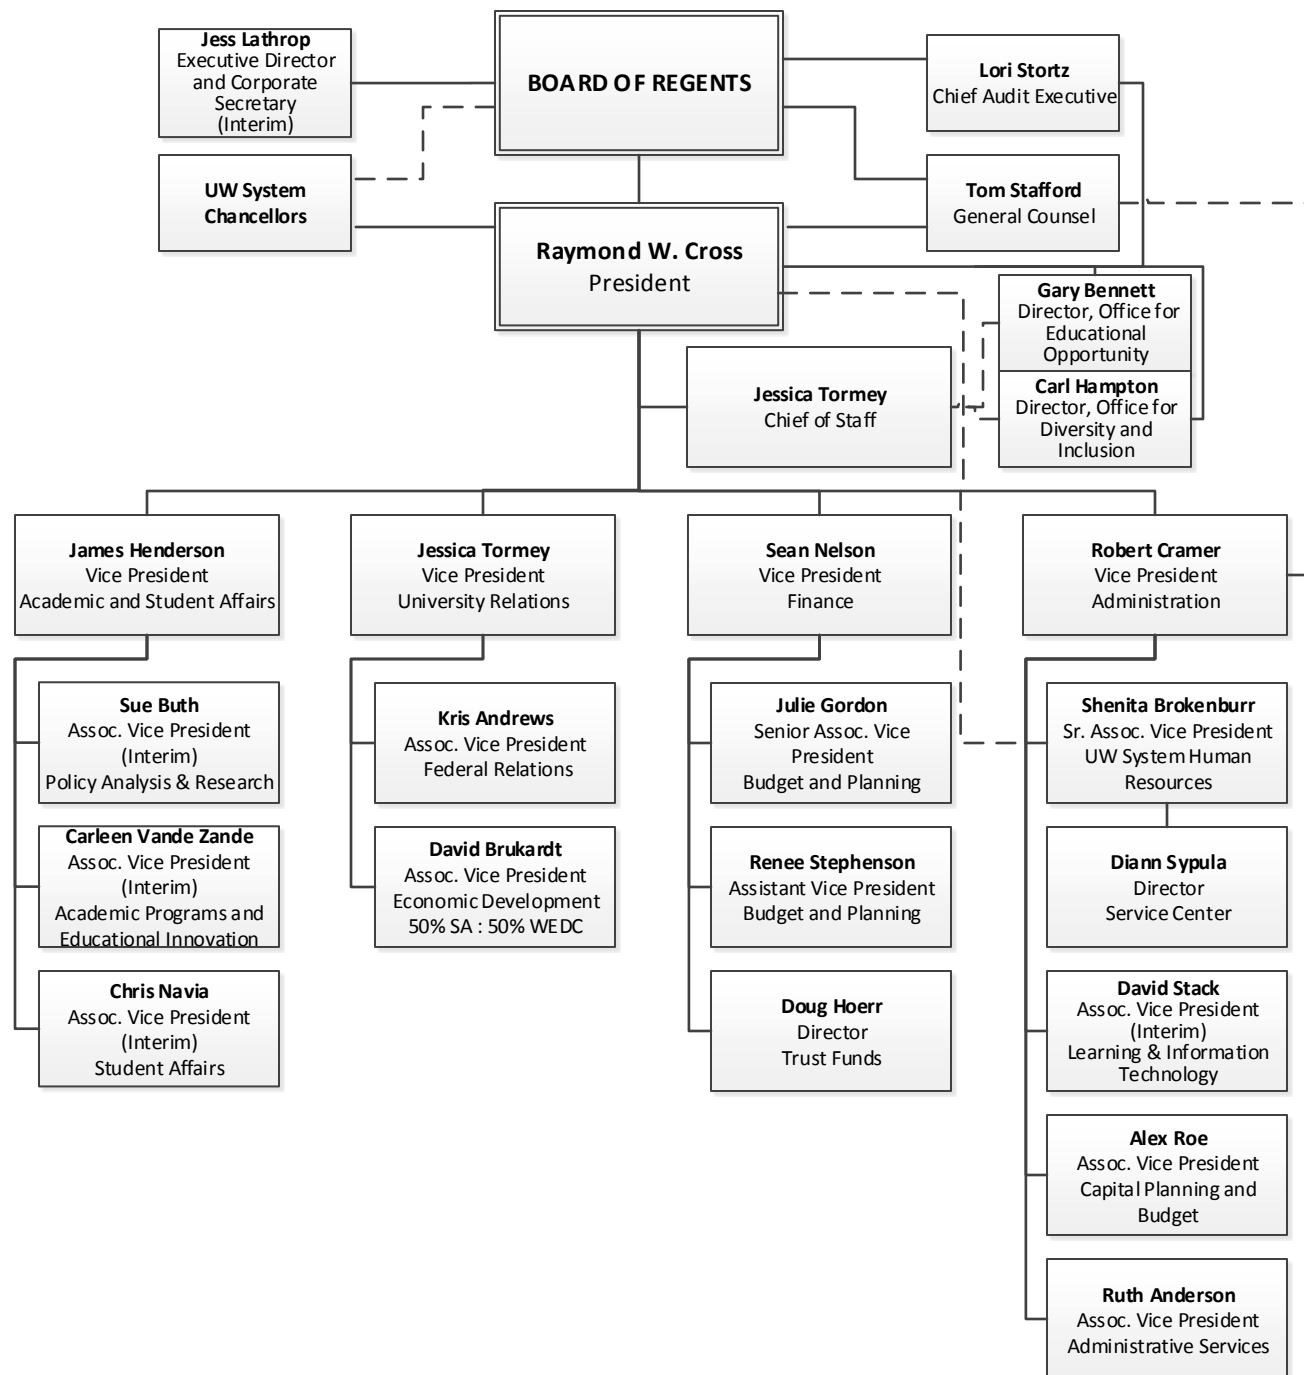 Jess Lathrop
Executive Director
and Corporate
Secretary
(Interim)
BOARD OF REGENTS
Lori Stortz
Chief Audit Executive
UW System
Chancellors
Tom Stafford
General Counsel
Raymond W. Cross
President
Gary Bennett
Director, Office for
Educational
Opportunity
Jessica Tormey
Chief of Staff
Carl Hampton
Director, Office for
Diversity and
Inclusion
James Henderson
Vice President
Academic and Student Affairs
Jessica Tormey
Vice President
University Relations
Sean Nelson
Vice President
Finance
Robert Cramer
Vice President
Administration
Sue Buth
Assoc. Vice President
(Interim)
Policy Analysis & Research
Kris Andrews
Assoc. Vice President
Federal Relations
Julie Gordon
Senior Assoc. Vice
President
Budget and Planning
Shenita Brokenburr
Sr. Assoc. Vice President
UW System Human
Resources
Carleen Vande Zande
Assoc. Vice President
(Interim)
Academic Programs and
Educational Innovation
David Brukardt
Assoc. Vice President
Economic Development
50% SA : 50% WEDC
Renee Stephenson
Assistant Vice President
Budget and Planning
Diann Sypula
Director
Service Center
Chris Navia
Assoc. Vice President
(Interim)
Student Affairs
Doug Hoerr
Director
Trust Funds
David Stack
Assoc. Vice President
(Interim)
Learning & Information
Technology
Alex Roe
Assoc. Vice President
Capital Planning and
Budget
Ruth Anderson
Assoc. Vice President
Administrative Services